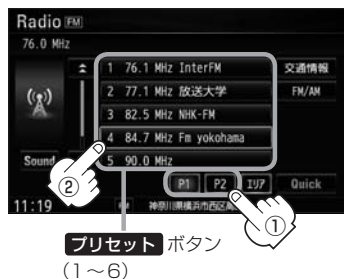 Radio FM
76.0 MHz
1 76.1 MHz InterFM
交通情報
2 77.1 MHz 放送大学
FM/AM
3 82.5 MHz NHK-FM
4 84.7 MHz Fm yokohama
Sound
5 90.0 MHz
P1 P2 エリア Quick
②
①
11:19
神奈川県横浜市西区
プリセット ボタン
(1~6)